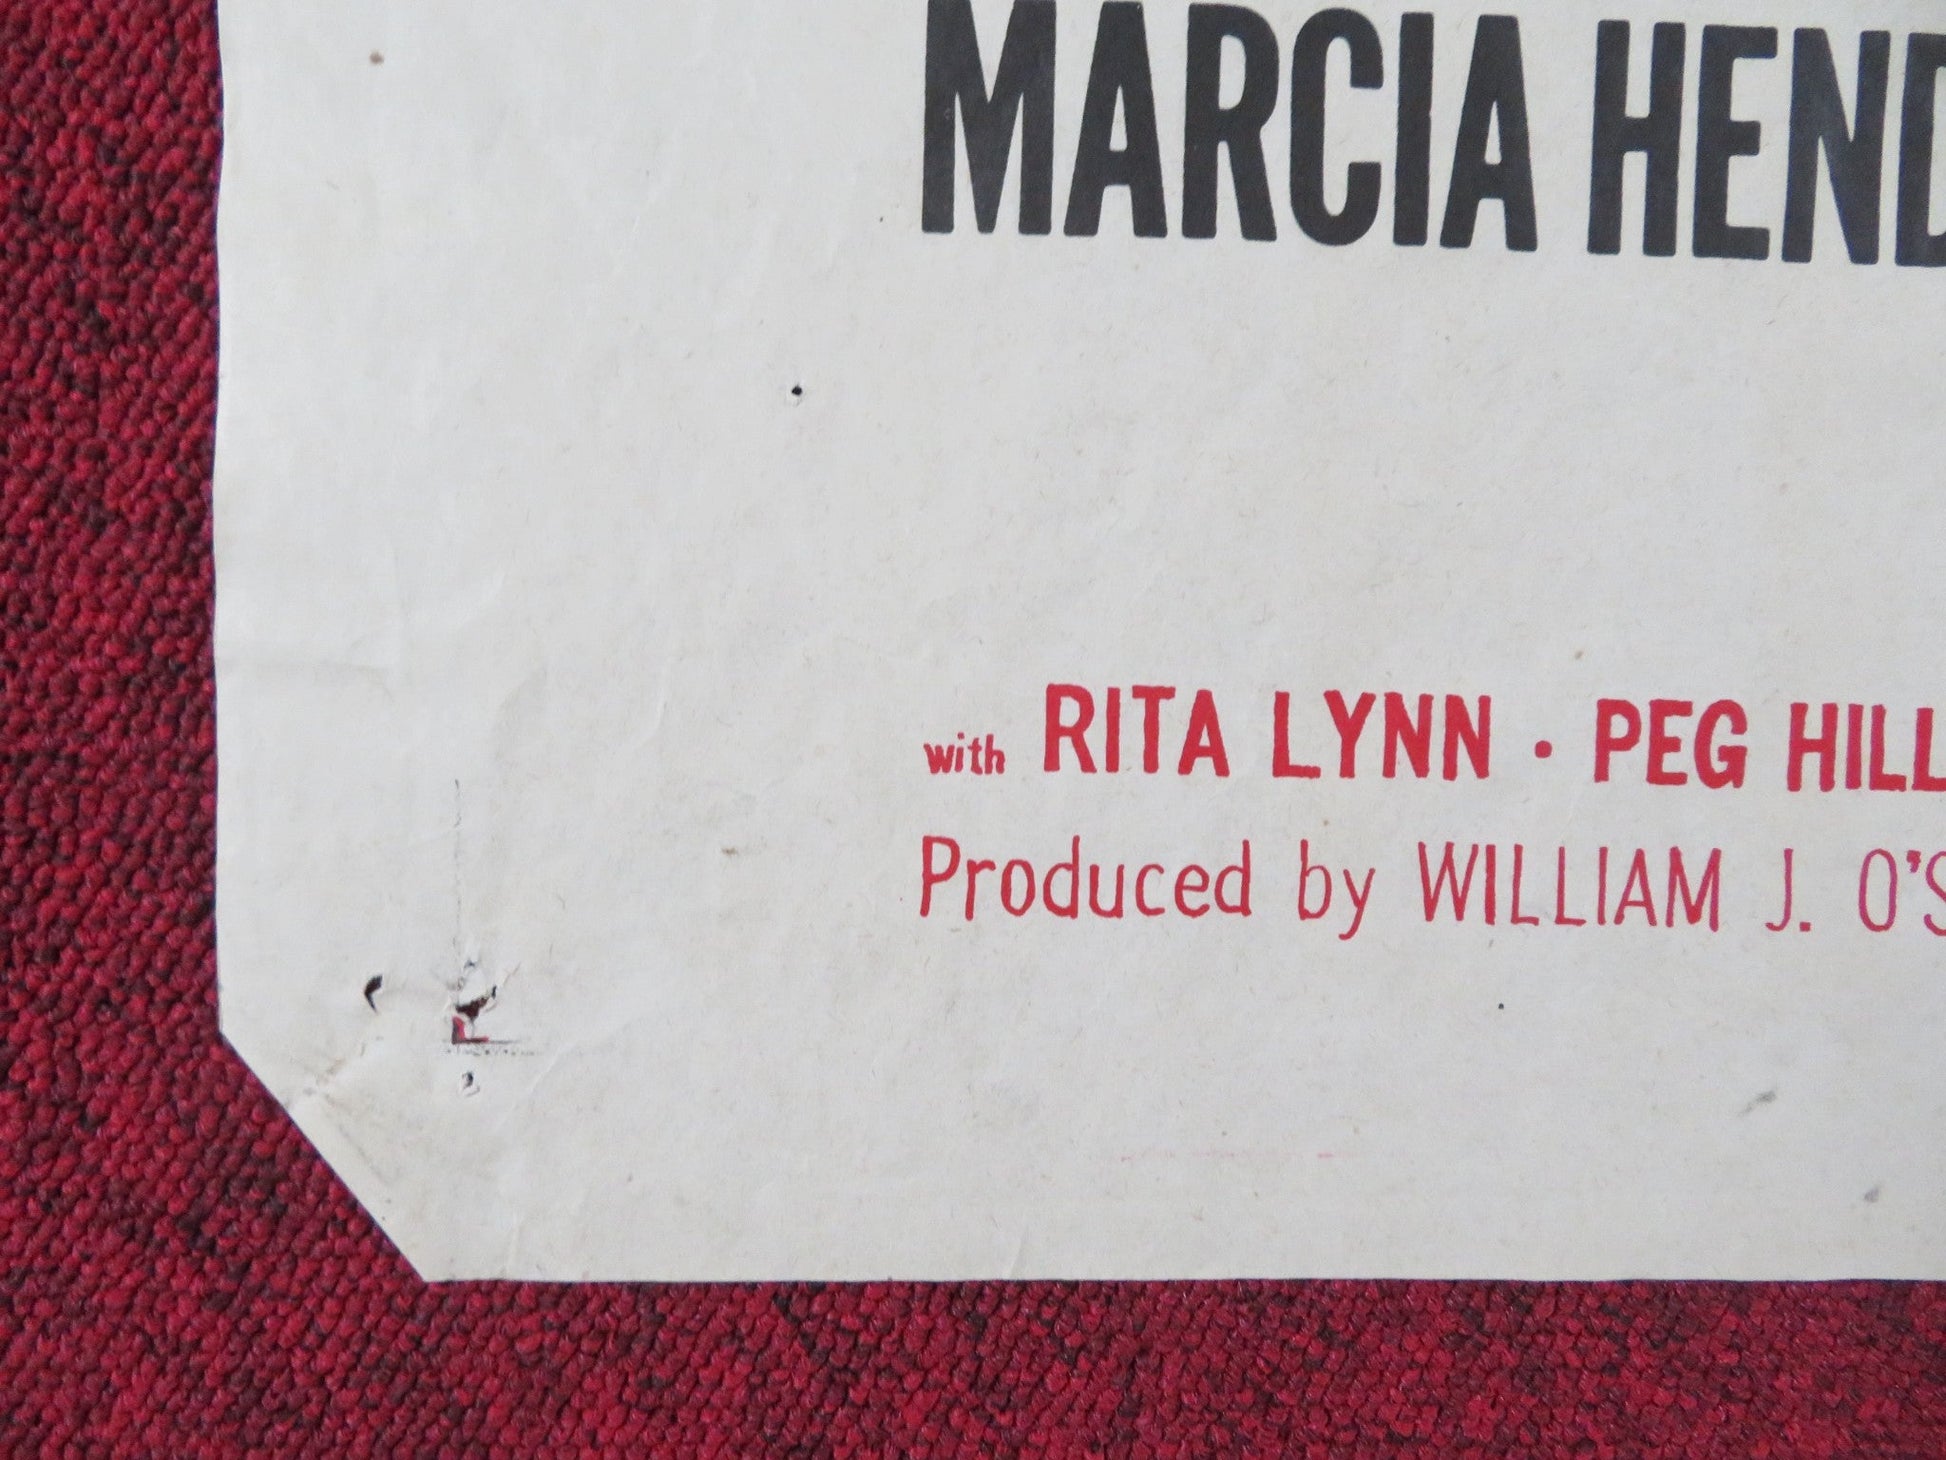 MARCIA HEND
with RITA LYNN · PEG HILL
Produced by WILLIAM J. O'S